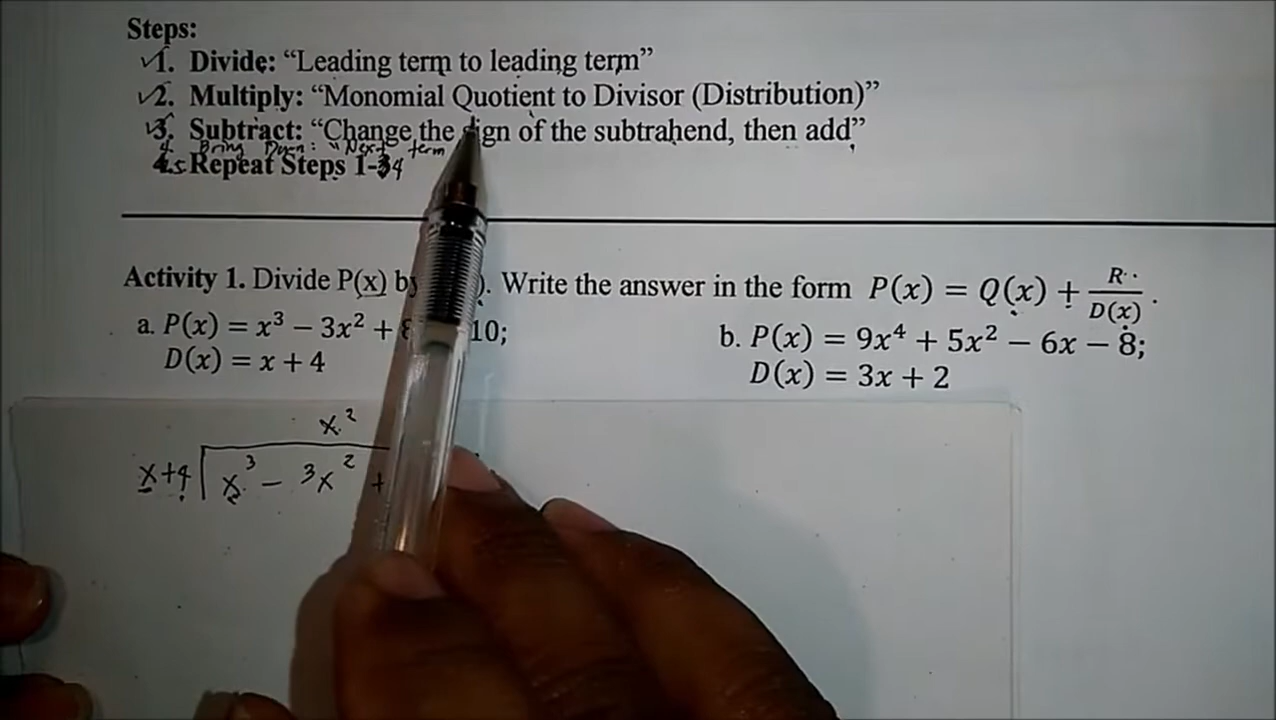 Steps:
1. Divide: “Leading term to leading term”
2. Multiply: “Monomial Quotient to Divisor (Distribution)”
3. Subtract: “Change the sign of the subtrahend, then add”
4. Bring Down: "Next term
5 Repeat Steps 1-4
Activity 1. Divide P(x) by ). Write the answer in the form P(x) = Q(x) + R/D(x) .
a. P(x) = x³ − 3x² + 10;
D(x) = x + 4
b. P(x) = 9x⁴ + 5x² − 6x − 8;
D(x) = 3x + 2
x²
x+4 x³ − 3x² +